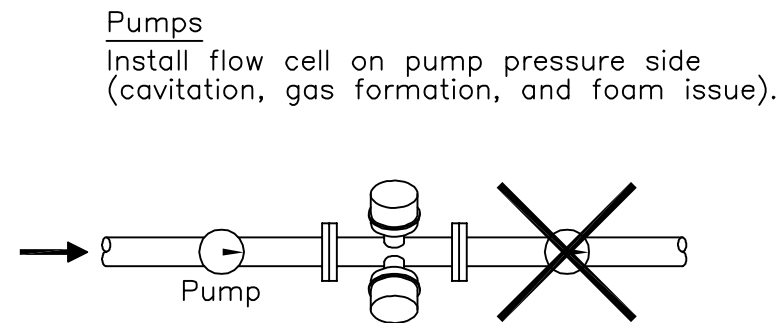 Pumps
Install flow cell on pump pressure side
(cavitation, gas formation, and foam issue).
Pump